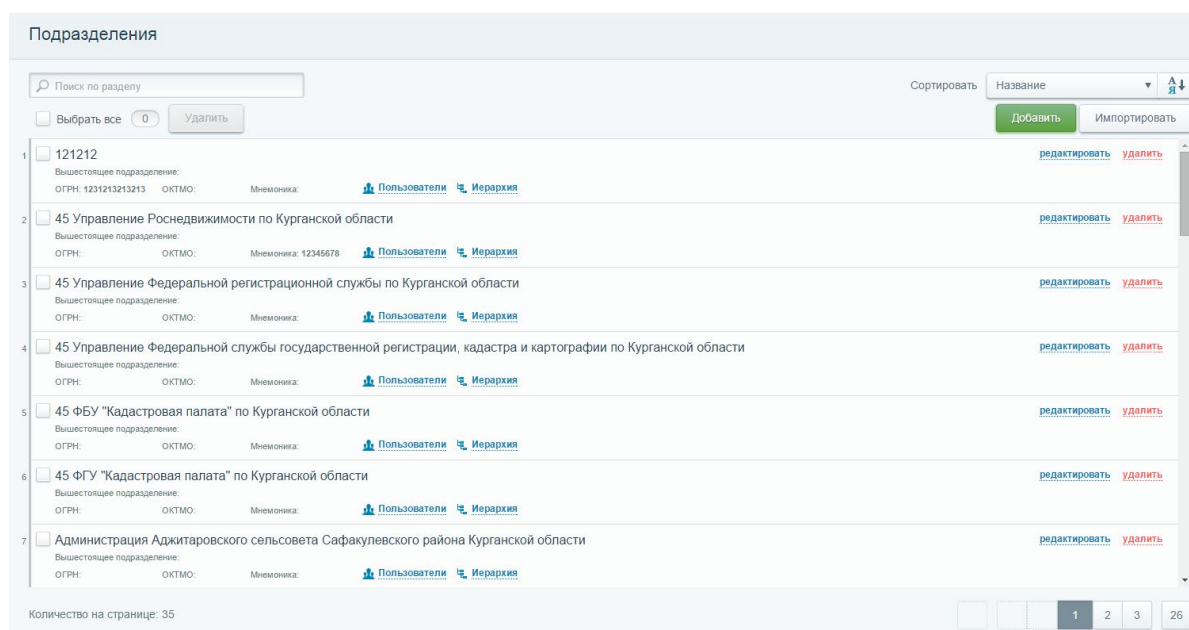 Подразделения
Поиск по разделу
Сортировать Название А Я
Выбрать все 0 Удалить Добавить Импортировать
1 121212 редактировать удалить
Вышестоящее подразделение:
ОГРН: 1231213213213 ОКТМО: Мнемоника: Пользователи Иерархия
2 45 Управление Роснедвижимости по Курганской области редактировать удалить
Вышестоящее подразделение:
ОГРН: ОКТМО: Мнемоника: 12345678 Пользователи Иерархия
3 45 Управление Федеральной регистрационной службы по Курганской области редактировать удалить
Вышестоящее подразделение:
ОГРН: ОКТМО: Мнемоника: Пользователи Иерархия
4 45 Управление Федеральной службы государственной регистрации, кадастра и картографии по Курганской области редактировать удалить
Вышестоящее подразделение:
ОГРН: ОКТМО: Мнемоника: Пользователи Иерархия
5 45 ФБУ "Кадастровая палата" по Курганской области редактировать удалить
Вышестоящее подразделение:
ОГРН: ОКТМО: Мнемоника: Пользователи Иерархия
6 45 ФГУ "Кадастровая палата" по Курганской области редактировать удалить
Вышестоящее подразделение:
ОГРН: ОКТМО: Мнемоника: Пользователи Иерархия
7 Администрация Аджитаровского сельсовета Сафакулевского района Курганской области редактировать удалить
Вышестоящее подразделение:
ОГРН: ОКТМО: Мнемоника: Пользователи Иерархия
Количество на странице: 35 1 2 3 26